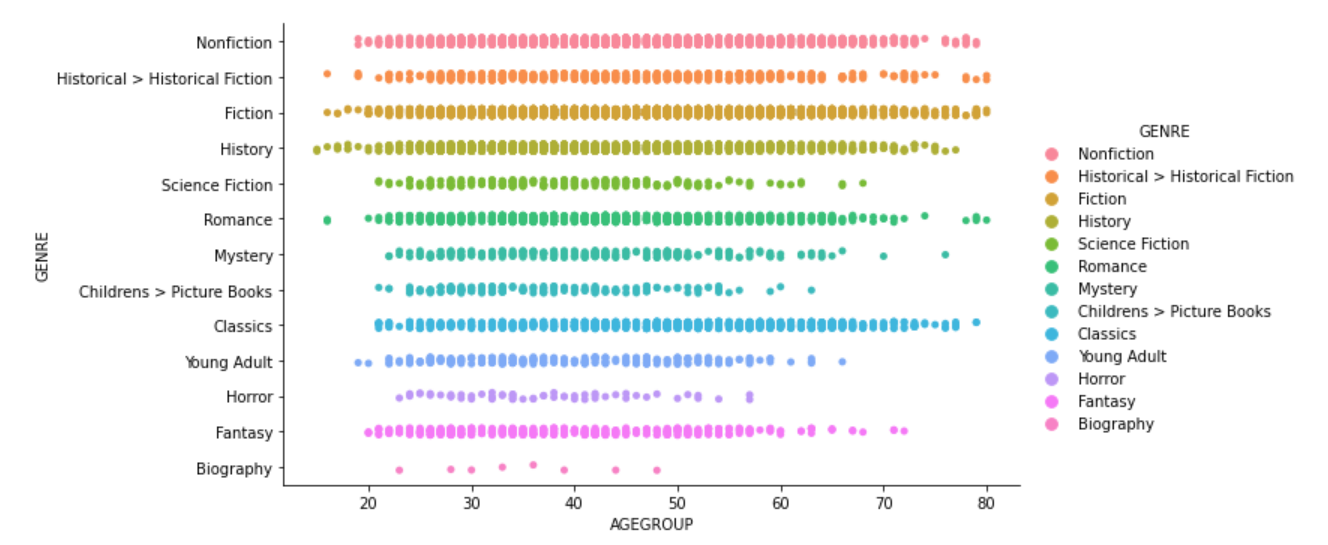 Nonfiction
Historical > Historical Fiction
Fiction
History
Science Fiction
Romance
Mystery
Childrens > Picture Books
Classics
Young Adult
Horror
Fantasy
Biography
GENRE
20 30 40 50 60 70 80
AGEGROUP
GENRE
Nonfiction
Historical > Historical Fiction
Fiction
History
Science Fiction
Romance
Mystery
Childrens > Picture Books
Classics
Young Adult
Horror
Fantasy
Biography